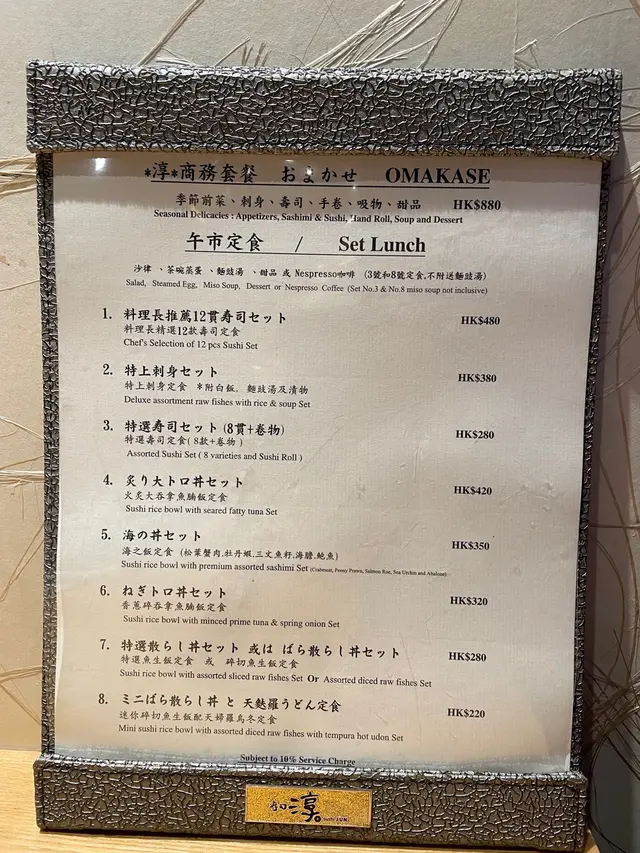 *淳*商務套餐 おまかせ OMAKASE
季節前菜、刺身、壽司、手卷、吸物、甜品 HK$880
Seasonal Delicacies : Appetizers, Sashimi & Sushi, Hand Roll, Soup and Dessert
午市定食 / Set Lunch
沙律 、茶碗蒸蛋 、麵豉湯 、甜品 或 Nespresso咖啡 (3號和8號定食,不附送麵豉湯)
Salad, Steamed Egg, Miso Soup, Dessert or Nespresso Coffee (Set No.3 & No.8 miso soup not inclusive)
1. 料理長推薦12貫寿司セット HK$480
料理長精選12款壽司定食
Chef's Selection of 12 pcs Sushi Set
2. 特上刺身セット HK$380
特上刺身定食 *附白飯, 麵豉湯及漬物
Deluxe assortment raw fishes with rice & soup Set
3. 特選寿司セット (8貫+巻物) HK$280
特選壽司定食( 8款+卷物 )
Assorted Sushi Set ( 8 varieties and Sushi Roll )
4. 炙り大トロ丼セット HK$420
火炙大吞拿魚腩飯定食
Sushi rice bowl with seared fatty tuna Set
5. 海の丼セット HK$350
海之飯定食 (松葉蟹肉,牡丹蝦,三文魚籽,海膽,鮑魚)
Sushi rice bowl with premium assorted sashimi Set (Crabmeat, Peony Prawn, Salmon Roe, Sea Urchin and Abalone)
6. ねぎトロ丼セット HK$320
香蔥碎吞拿魚腩飯定食
Sushi rice bowl with minced prime tuna & spring onion Set
7. 特選散らし丼セット 或は ばら散らし丼セット HK$280
特選魚生飯定食 或 碎切魚生飯定食
Sushi rice bowl with assorted sliced raw fishes Set Or Assorted diced raw fishes Set
8. ミニばら散らし丼 と 天麩羅うどん定食 HK$220
迷你碎切魚生飯配天婦羅烏冬定食
Mini sushi rice bowl with assorted diced raw fishes with tempura hot udon Set
Subject to 10% Service Charge
淳
sushi JUN